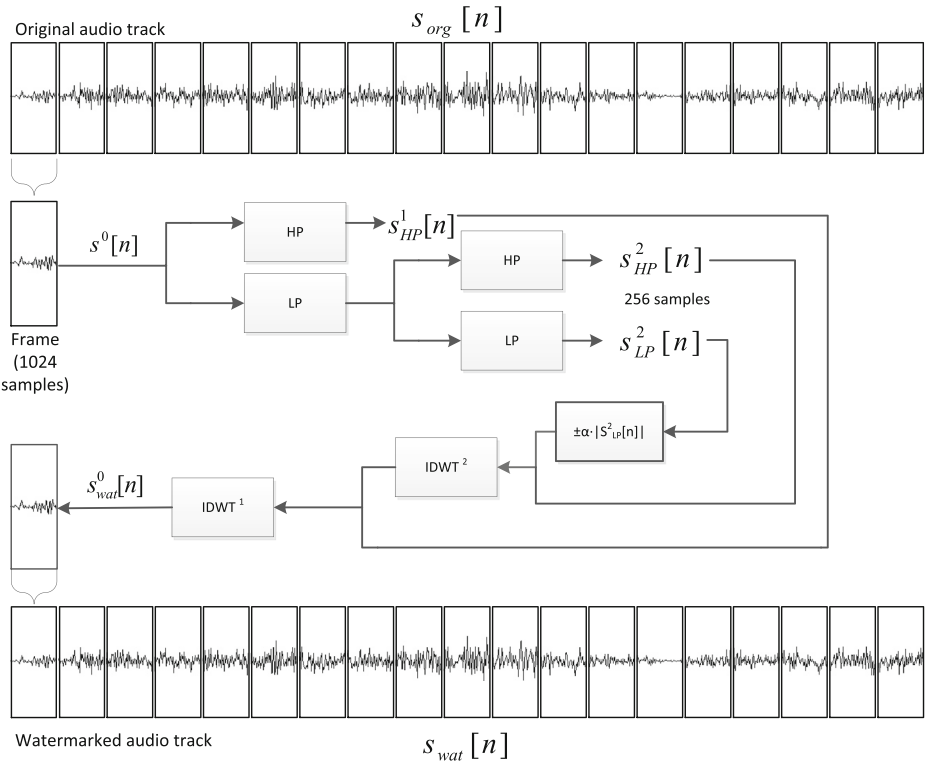 Original audio track
s_org [n]
s^0[n]
HP
s^1_HP[n]
LP
HP
s^2_HP [n]
256 samples
LP
s^2_LP [n]
Frame
(1024
samples)
±α·|S^2_LP[n]|
IDWT ^2
s^0_wat[n]
IDWT ^1
Watermarked audio track
s_wat [n]